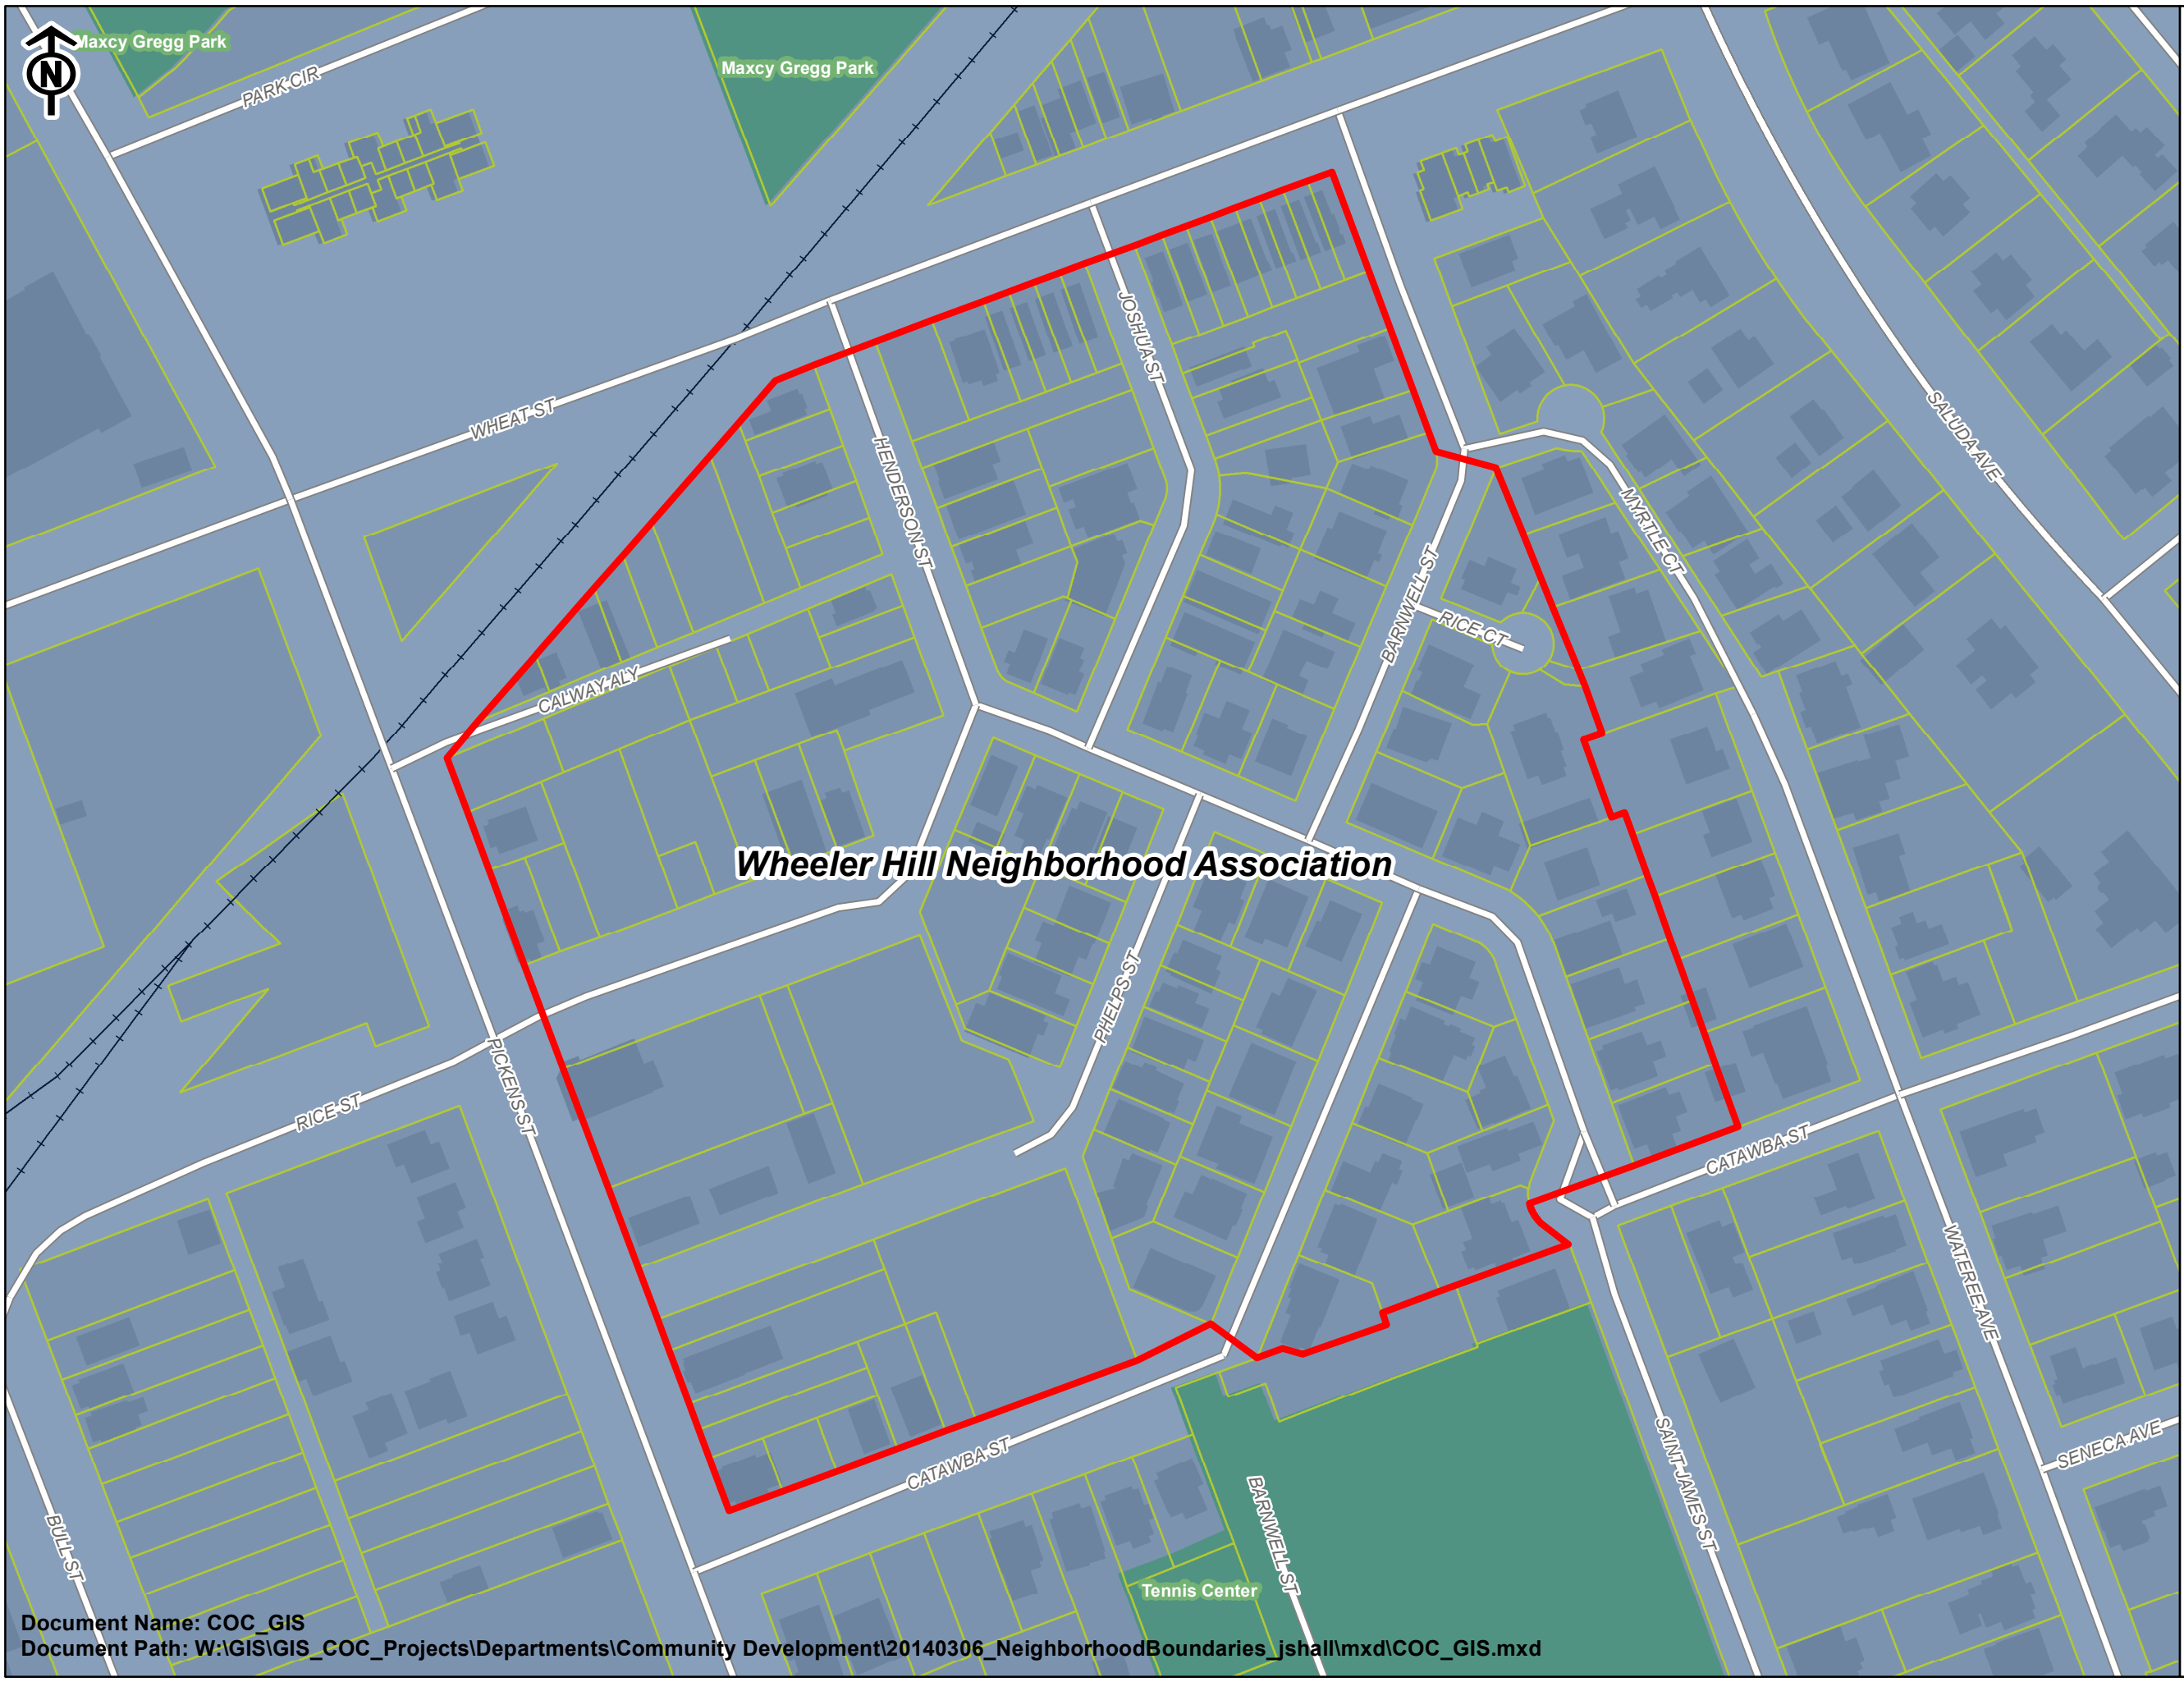 Maxcy Gregg Park
N
PARK CIR
Maxcy Gregg Park
WHEAT ST
JOSHUA ST
HENDERSON ST
SALUDA AVE
MYRTLE CT
BARNWELL ST
RICE CT
CALWAY ALY
Wheeler Hill Neighborhood Association
PHELPS ST
PICKENS ST
RICE ST
CATAWBA ST
WATEREE AVE
CATAWBA ST
SENECA AVE
SAINT JAMES ST
BARNWELL ST
BULL ST
Tennis Center
Document Name: COC_GIS
Document Path: W:\GIS\GIS_COC_Projects\Departments\Community Development\20140306_NeighborhoodBoundaries_jshall\mxd\COC_GIS.mxd